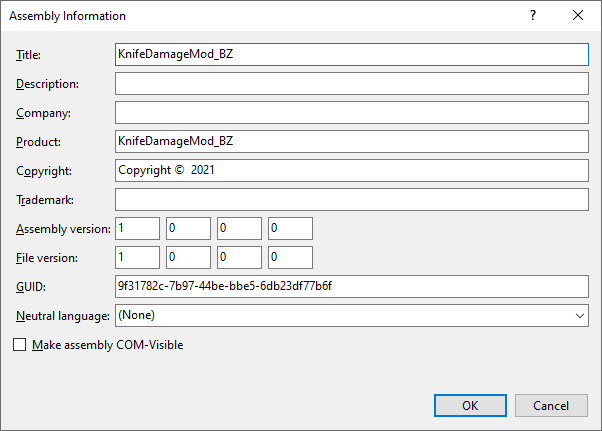 Assembly Information ? ×
Title: KnifeDamageMod_BZ
Description:
Company:
Product: KnifeDamageMod_BZ
Copyright: Copyright © 2021
Trademark:
Assembly version: 1 0 0 0
File version: 1 0 0 0
GUID: 9f31782c-7b97-44be-bbe5-6db23df77b6f
Neutral language: (None)
Make assembly COM-Visible
OK Cancel